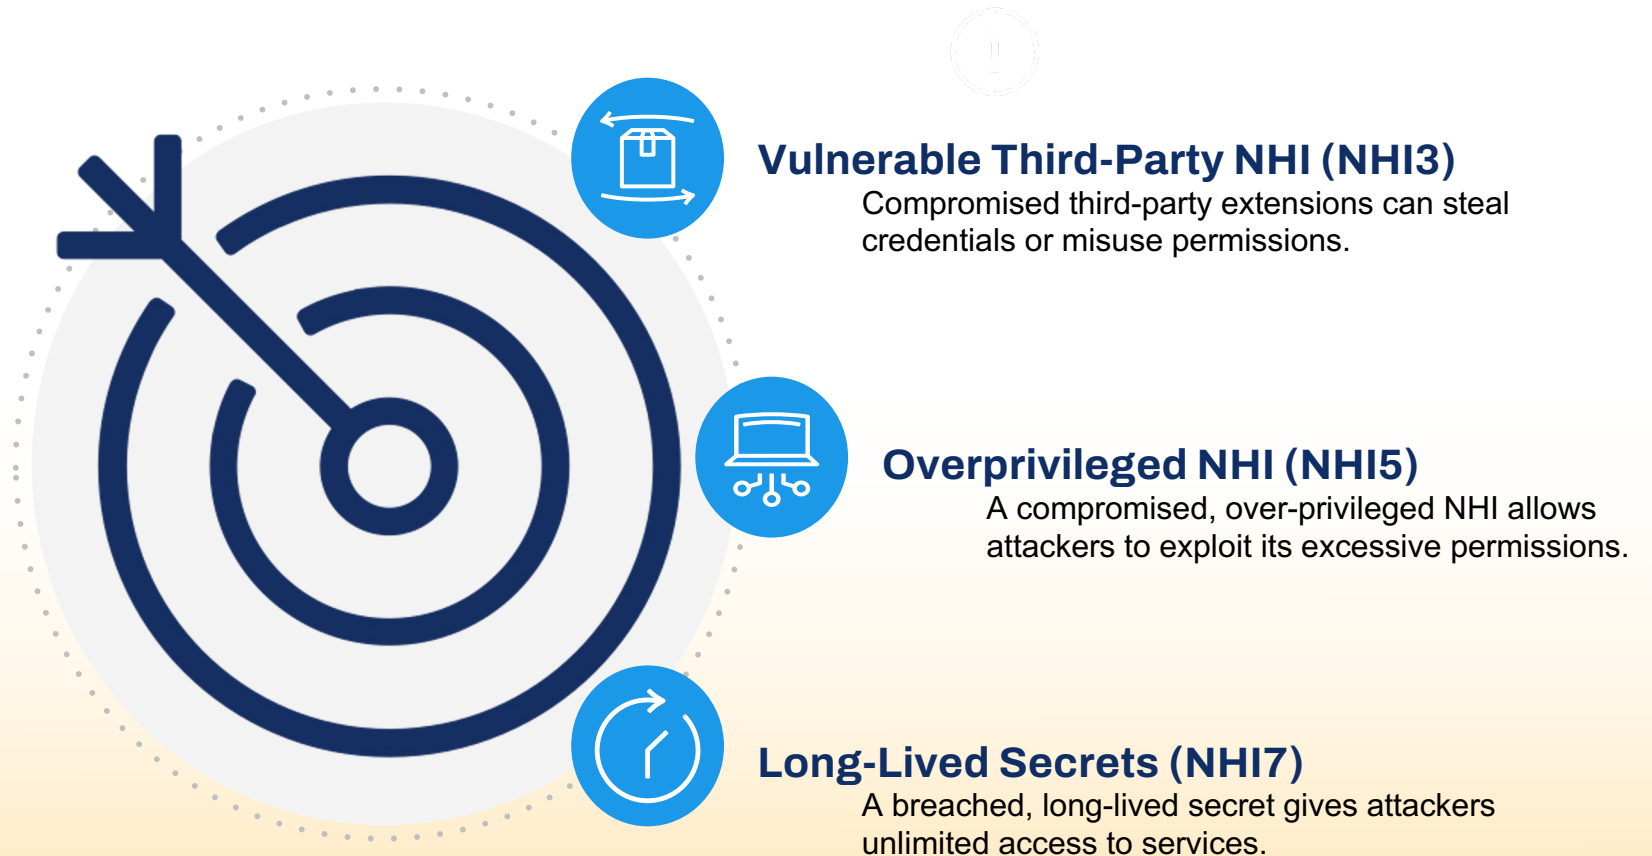 Vulnerable Third-Party NHI (NHI3)
Compromised third-party extensions can steal
credentials or misuse permissions.
Overprivileged NHI (NHI5)
A compromised, over-privileged NHI allows
attackers to exploit its excessive permissions.
Long-Lived Secrets (NHI7)
A breached, long-lived secret gives attackers
unlimited access to services.